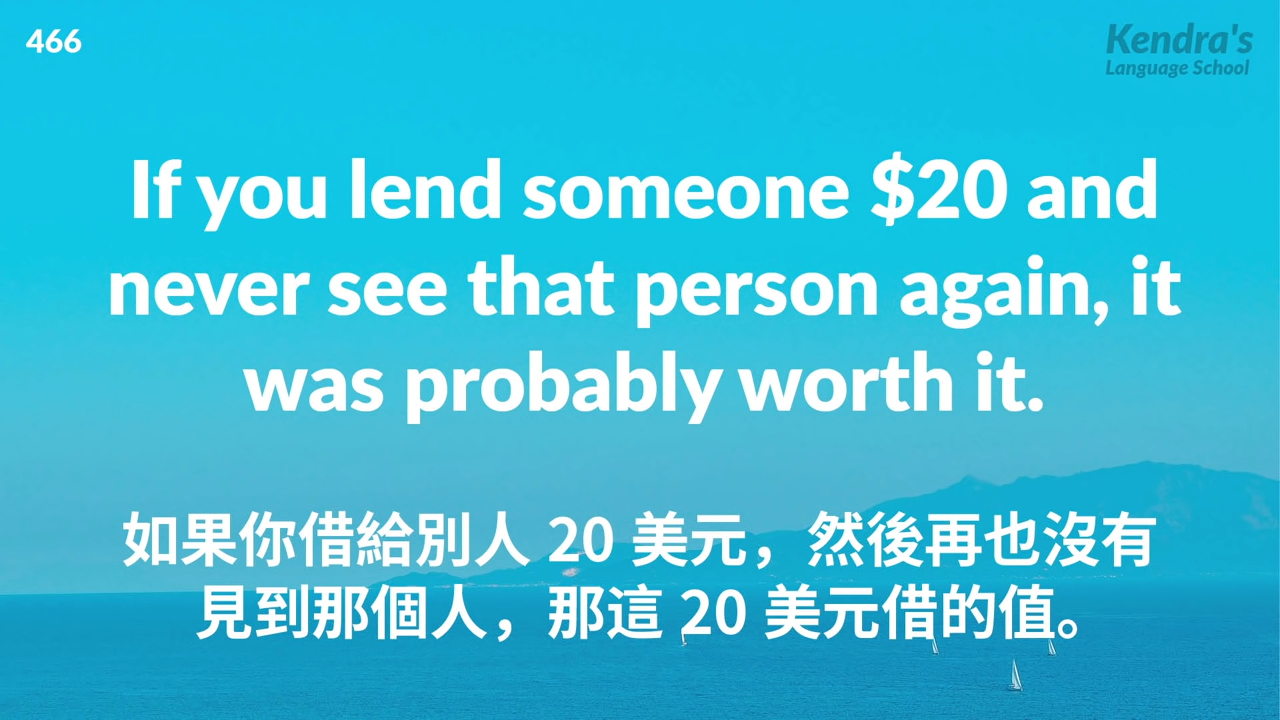 466
Kendra's
Language School
If you lend someone $20 and
never see that person again, it
was probably worth it.
如果你借給別人 20 美元，然後再也沒有
見到那個人，那這 20 美元借的值。